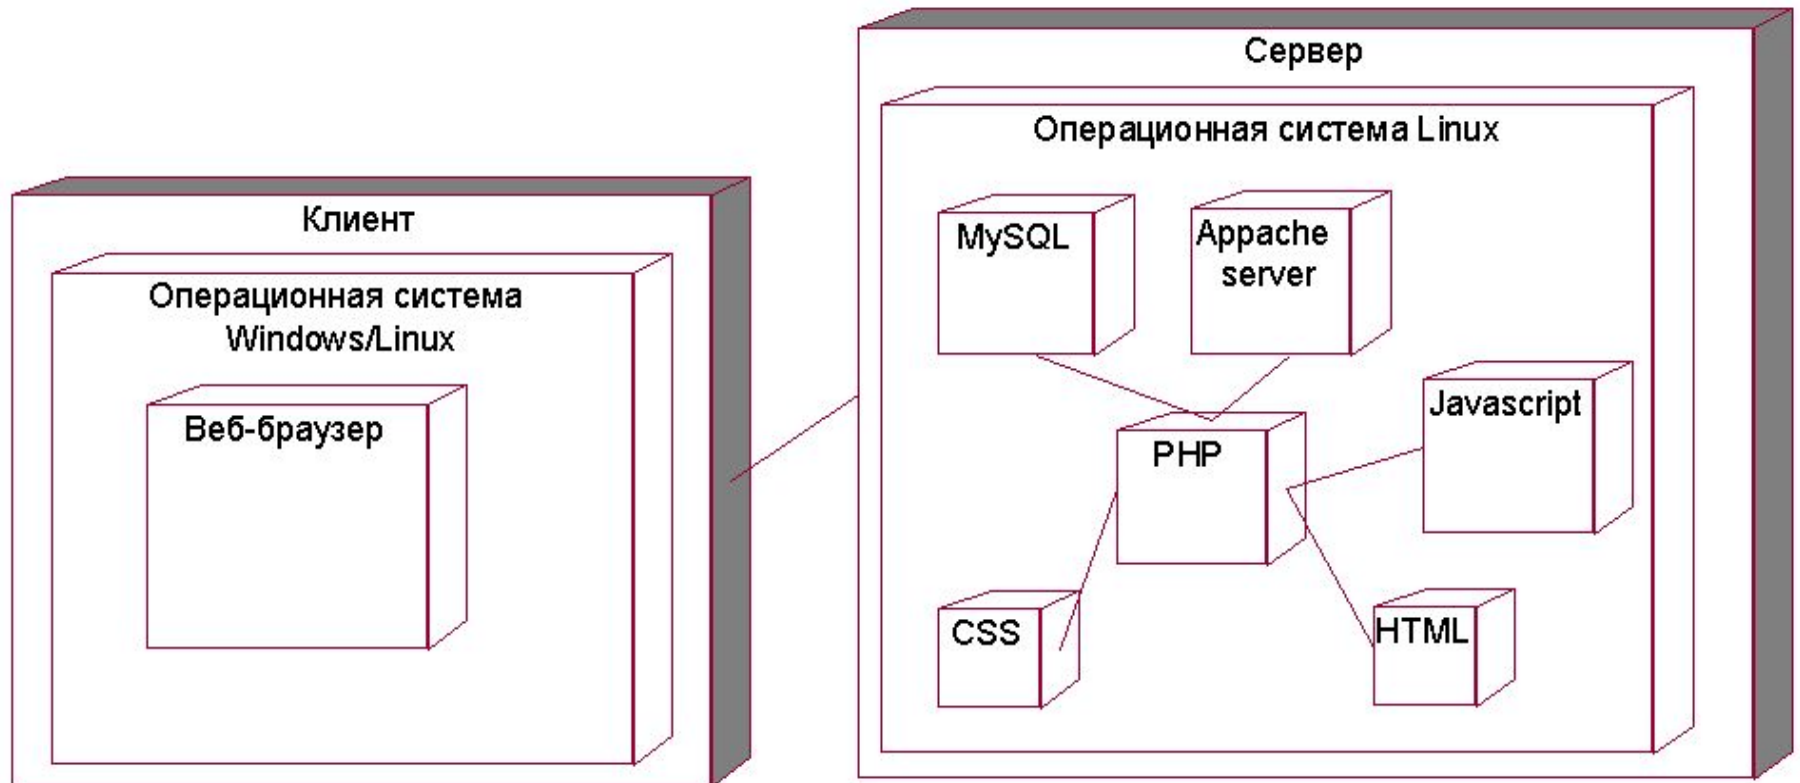 Клиент
Операционная система
Windows/Linux
Веб-браузер
Сервер
Операционная система Linux
MySQL
Appache
server
Javascript
PHP
CSS
HTML